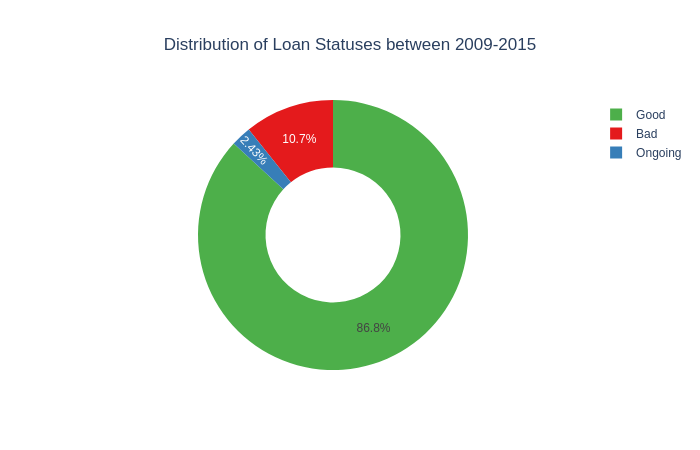 Distribution of Loan Statuses between 2009-2015
Good
Bad
Ongoing
10.7%
2.43%
86.8%